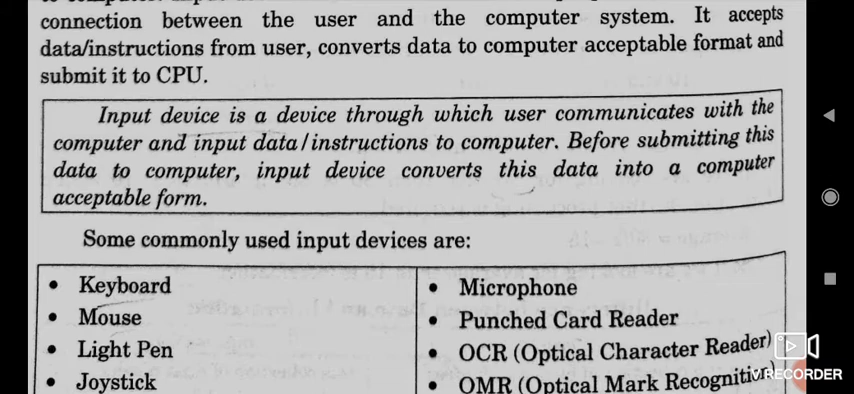 connection between the user and the computer system. It accepts
data/instructions from user, converts data to computer acceptable format and
submit it to CPU.
Input device is a device through which user communicates with the
computer and input data/instructions to computer. Before submitting this
data to computer, input device converts this data into a computer
acceptable form.
Some commonly used input devices are:
• Keyboard
• Mouse
• Light Pen
• Joystick
• Microphone
• Punched Card Reader
• OCR (Optical Character Reader)
• OMR (Optical Mark
RECORDER